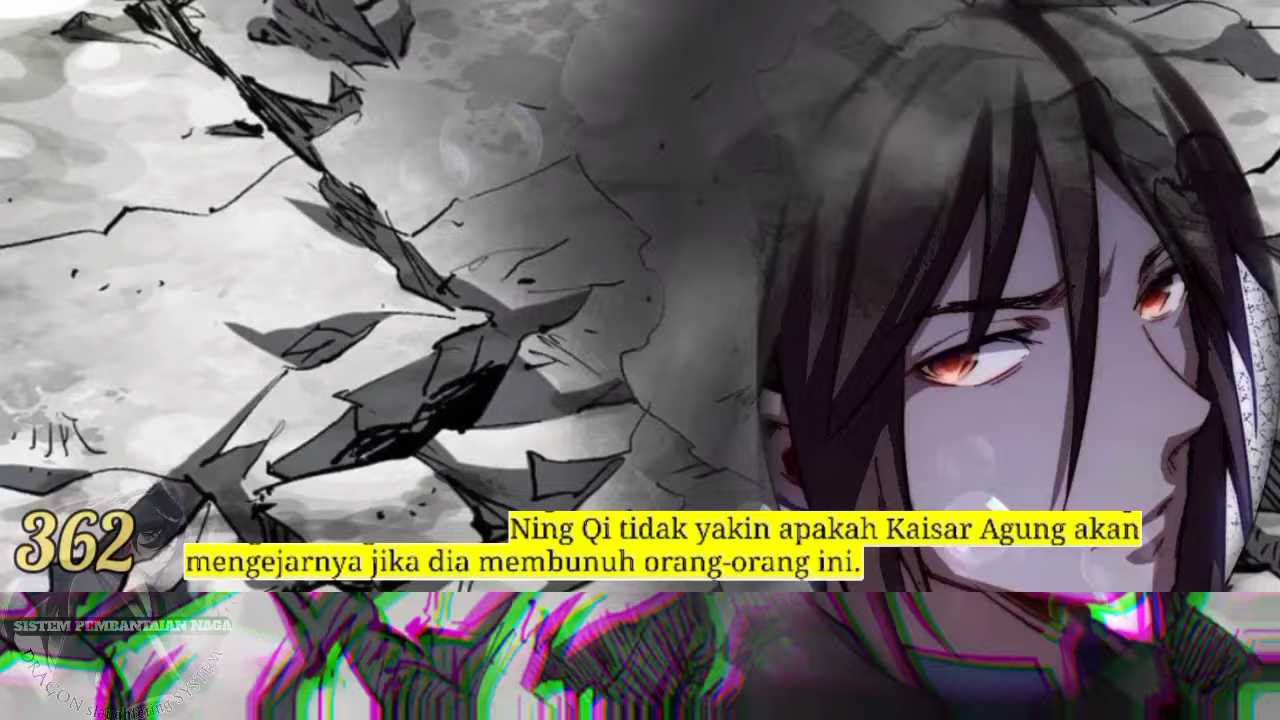 Ning Qi tidak yakin apakah Kaisar Agung akan
mengejarnya jika dia membunuh orang-orang ini.
362
SISTEM PEMBANTAIAN NAGA
DRAGON slaughtering SYSTEM